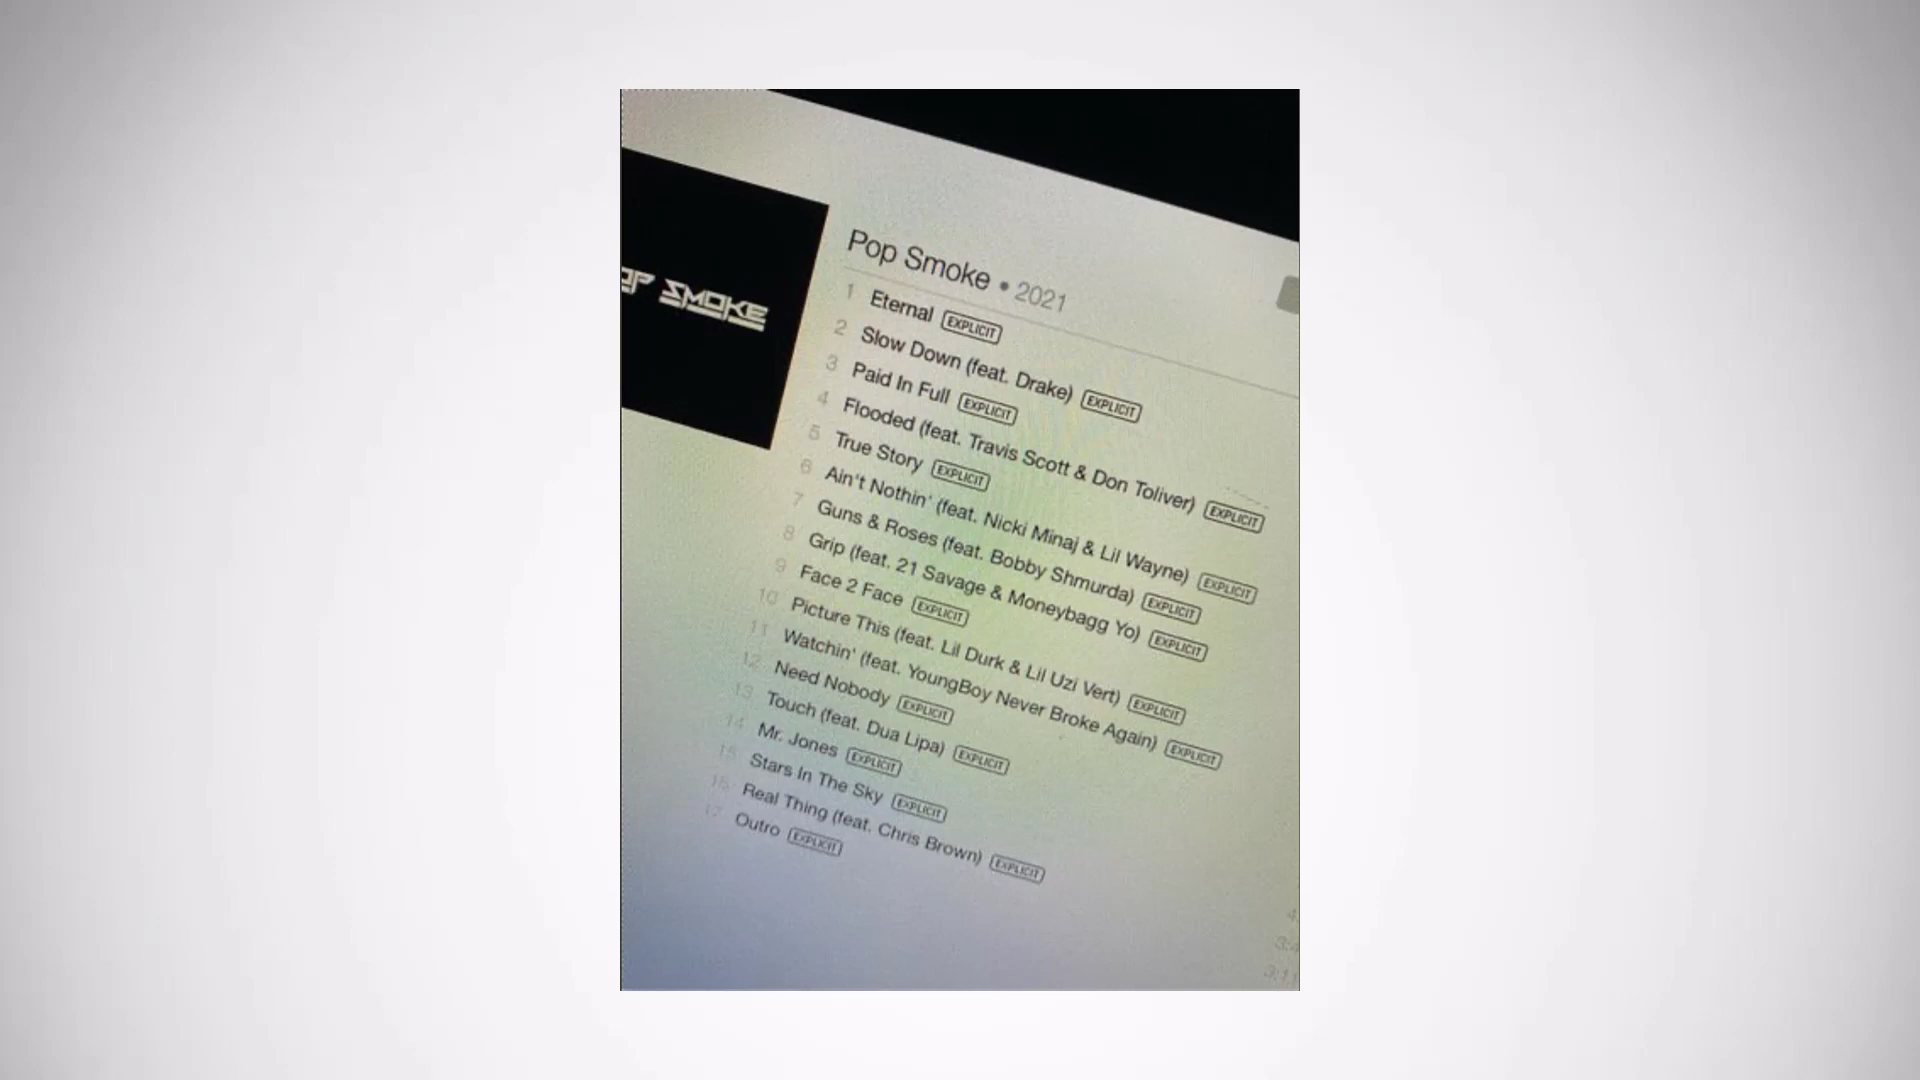 OP SMOKE
Pop Smoke • 2021
1 Eternal EXPLICIT
2 Slow Down (feat. Drake) EXPLICIT
3 Paid In Full EXPLICIT
4 Flooded (feat. Travis Scott & Don Toliver) EXPLICIT
5 True Story EXPLICIT
6 Ain't Nothin' (feat. Nicki Minaj & Lil Wayne) EXPLICIT
7 Guns & Roses (feat. Bobby Shmurda) EXPLICIT
8 Grip (feat. 21 Savage & Moneybagg Yo) EXPLICIT
9 Face 2 Face EXPLICIT
10 Picture This (feat. Lil Durk & Lil Uzi Vert) EXPLICIT
11 Watchin' (feat. YoungBoy Never Broke Again) EXPLICIT
12 Need Nobody EXPLICIT
13 Touch (feat. Dua Lipa) EXPLICIT
14 Mr. Jones EXPLICIT
15 Stars In The Sky EXPLICIT
16 Real Thing (feat. Chris Brown) EXPLICIT
17 Outro EXPLICIT
3:11